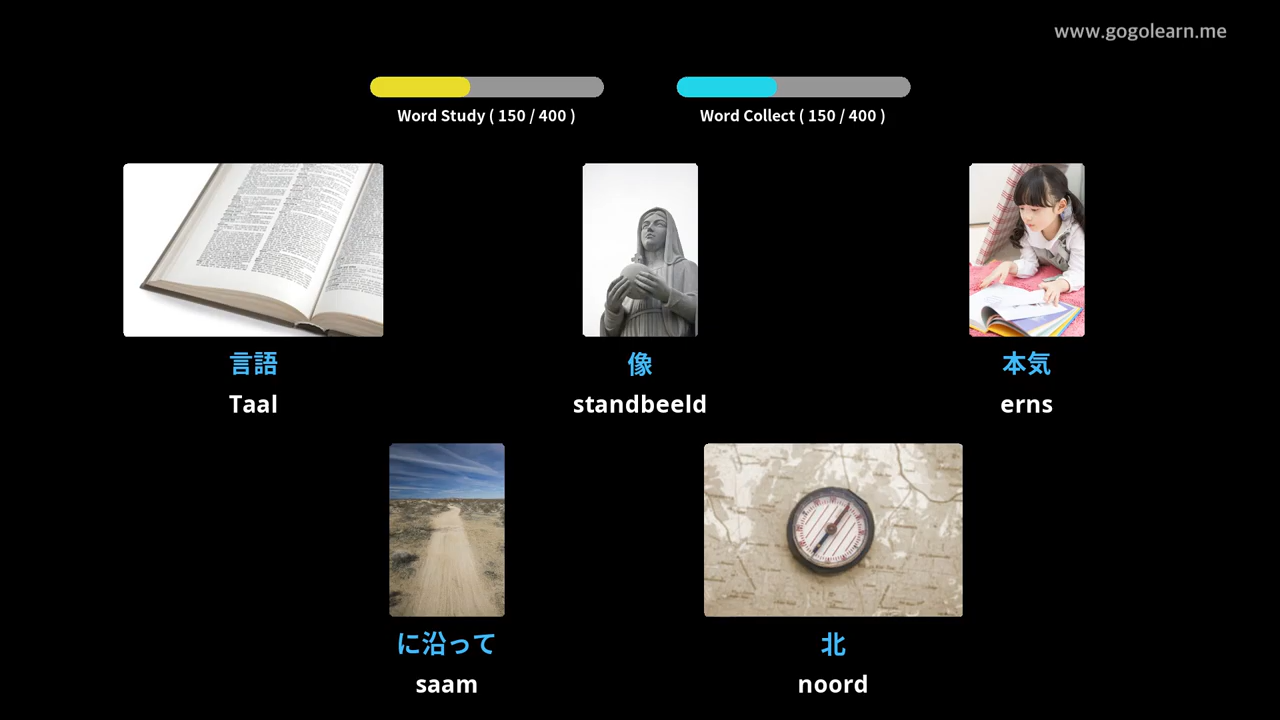 www.gogolearn.me
Word Study ( 150 / 400 )
Word Collect ( 150 / 400 )
言語
Taal
像
standbeeld
本気
erns
に沿って
saam
北
noord